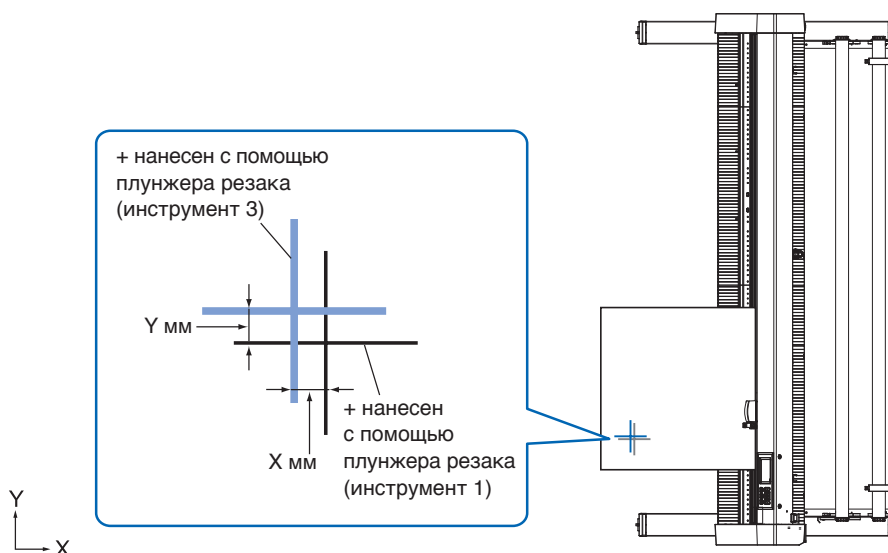 + нанесен с помощью
плунжера резака
(инструмент 3)
Y мм
+ нанесен
с помощью
плунжера резака
(инструмент 1)
X мм
Y
X